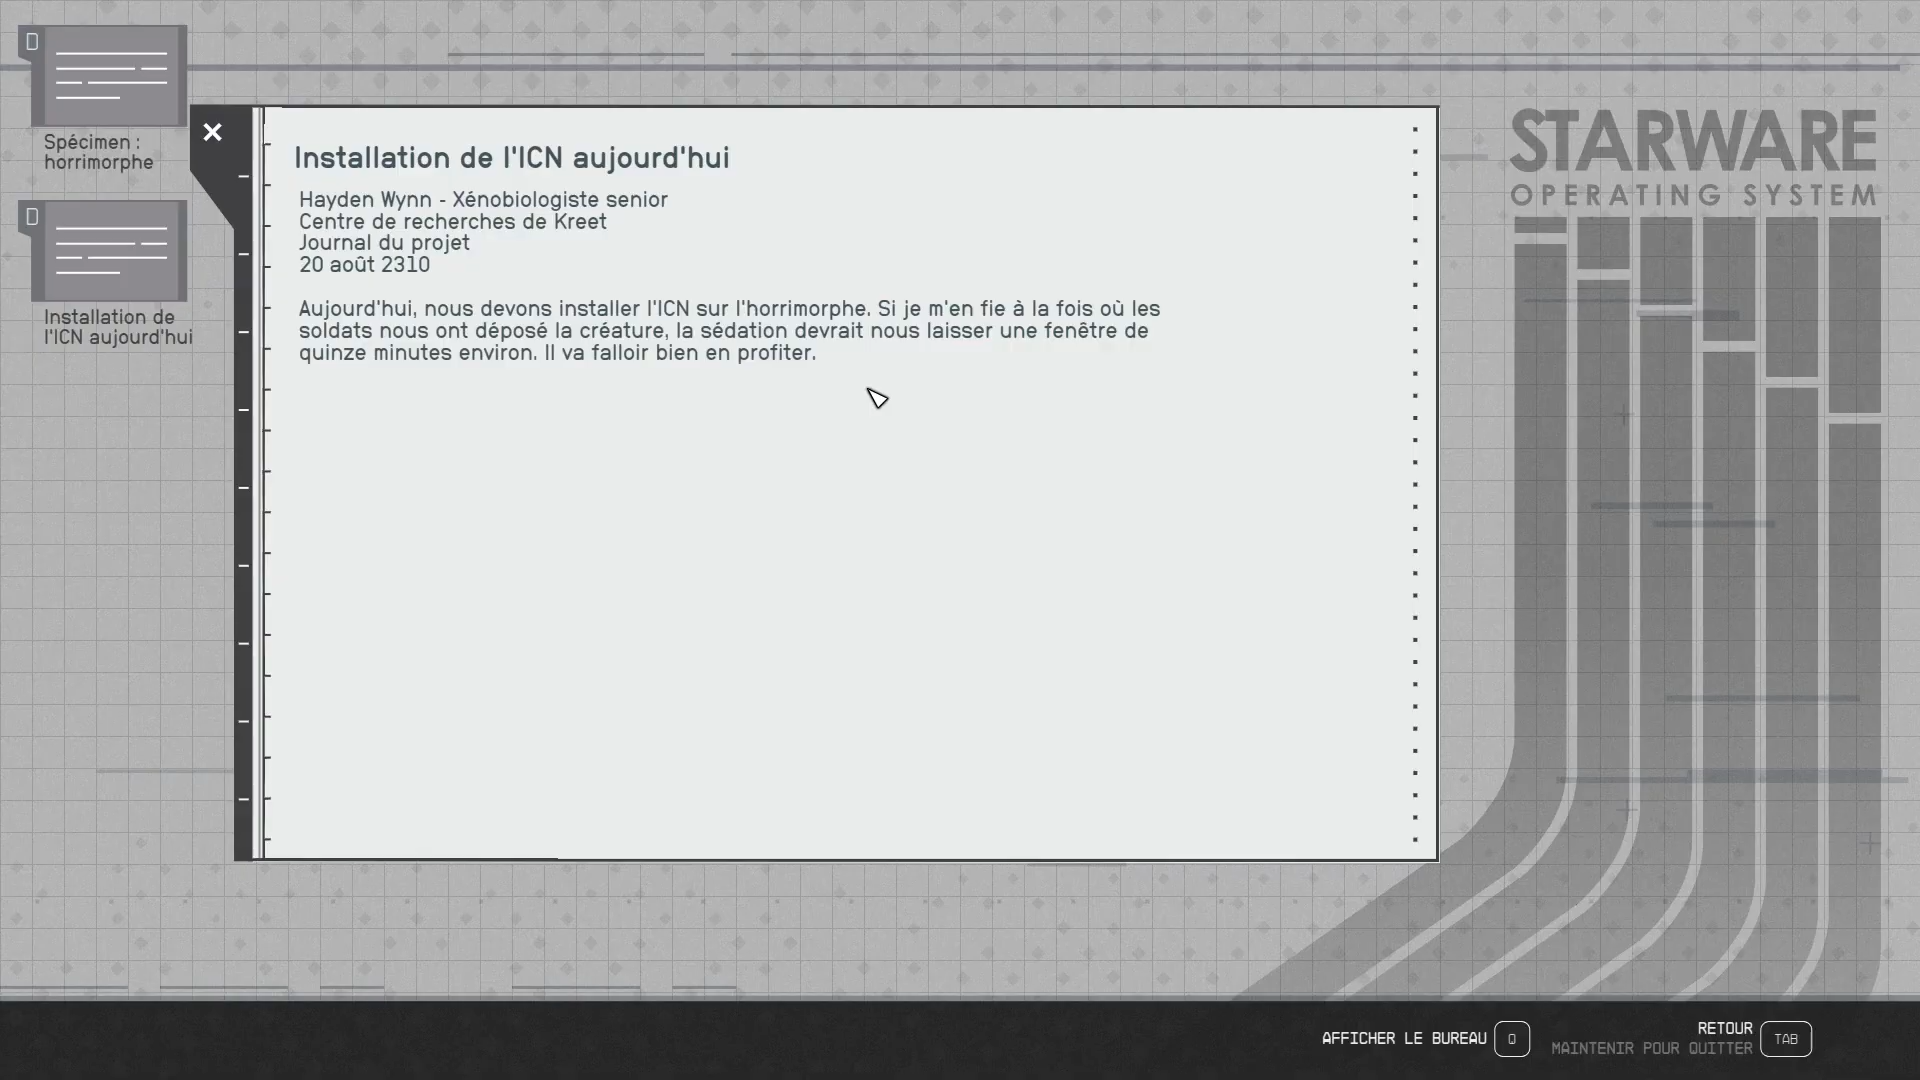 Spécimen :
horrimorphe
Installation de
l'ICN aujourd'hui
Installation de l'ICN aujourd'hui
Hayden Wynn - Xénobiologiste senior
Centre de recherches de Kreet
Journal du projet
20 août 2310
Aujourd'hui, nous devons installer l'ICN sur l'horrimorphe. Si je m'en fie à la fois où les
soldats nous ont déposé la créature, la sédation devrait nous laisser une fenêtre de
quinze minutes environ. Il va falloir bien en profiter.
STARWARE
OPERATING SYSTEM
AFFICHER LE BUREAU Q
RETOUR
MAINTENIR POUR QUITTER TAB